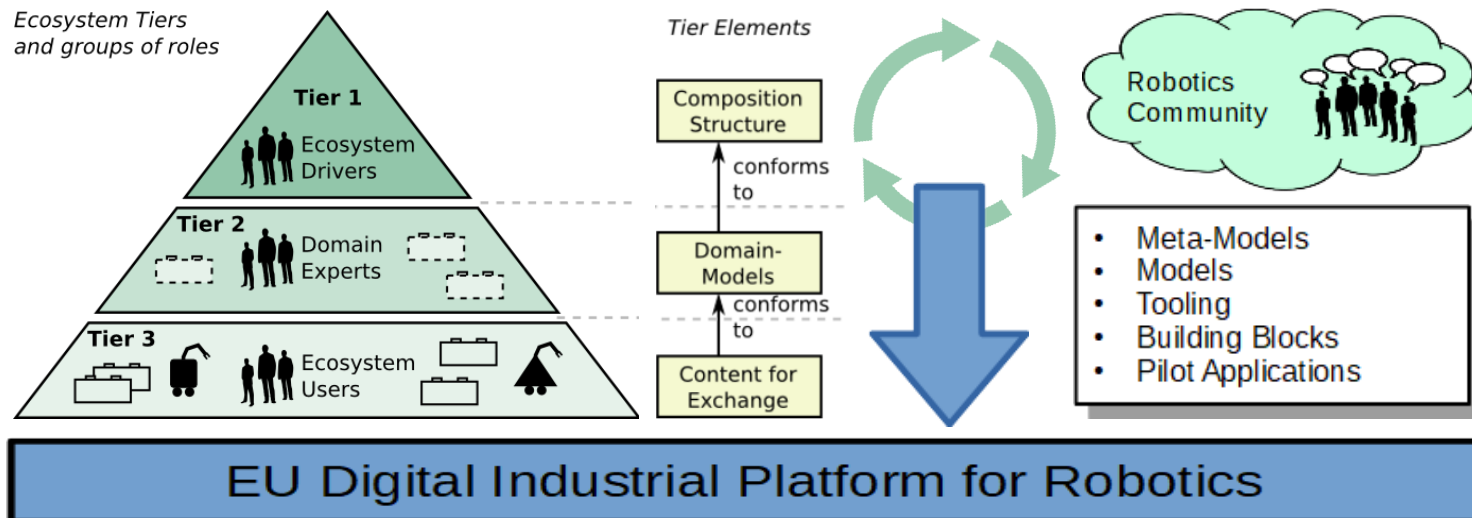 Ecosystem Tiers
and groups of roles
Tier 1
Ecosystem
Drivers
Tier 2
Domain
Experts
Tier 3
Ecosystem
Users
Tier Elements
Composition
Structure
conforms
to
Domain-
Models
conforms
to
Content for
Exchange
Robotics
Community
• Meta-Models
• Models
• Tooling
• Building Blocks
• Pilot Applications
EU Digital Industrial Platform for Robotics